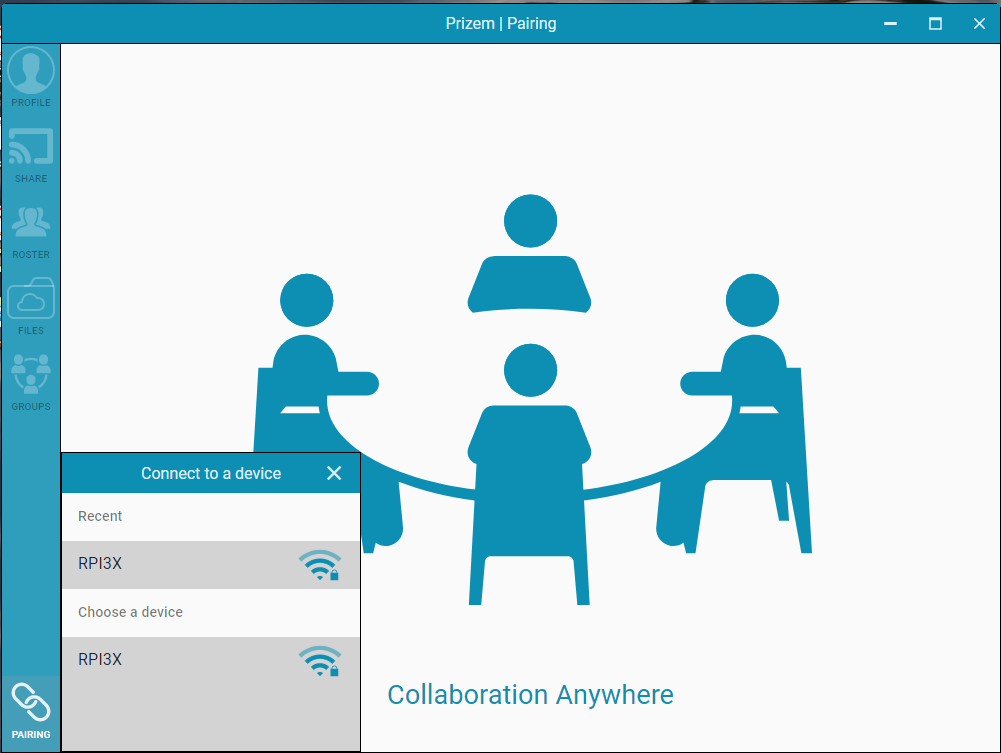 Prizem | Pairing
PROFILE
SHARE
ROSTER
FILES
GROUPS
Connect to a device
Recent
RPI3X
Choose a device
RPI3X
PAIRING
Collaboration Anywhere